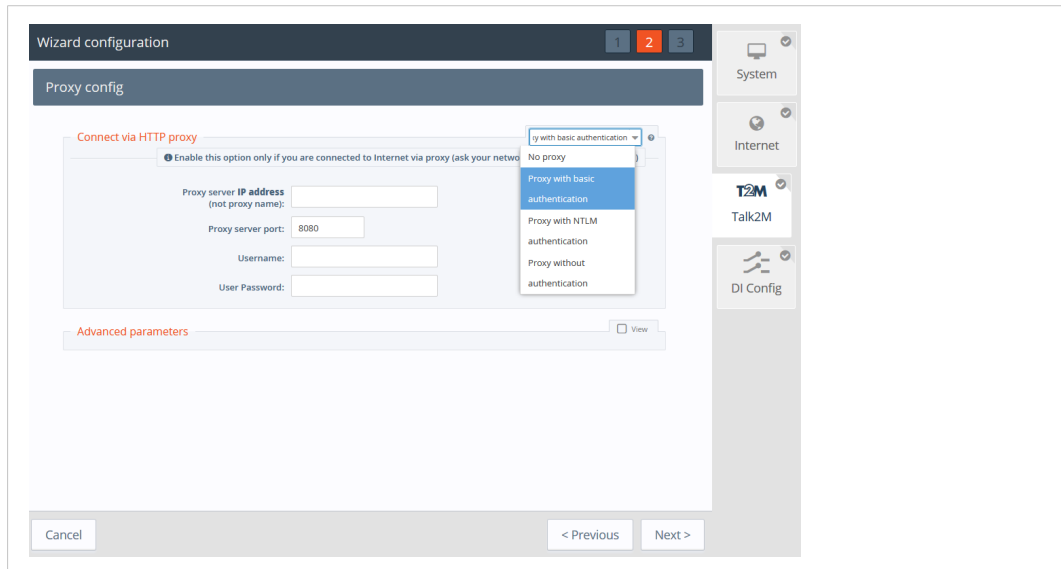 Wizard configuration
1 2 3
Proxy config
Connect via HTTP proxy
y with basic authentication
Enable this option only if you are connected to Internet via proxy (ask your netwo
)
No proxy
Proxy with basic
authentication
Proxy with NTLM
authentication
Proxy without
authentication
Proxy server IP address
(not proxy name):
Proxy server port: 8080
Username:
User Password:
Advanced parameters
View
Cancel
< Previous
Next >
System
Internet
T2M
Talk2M
DI Config